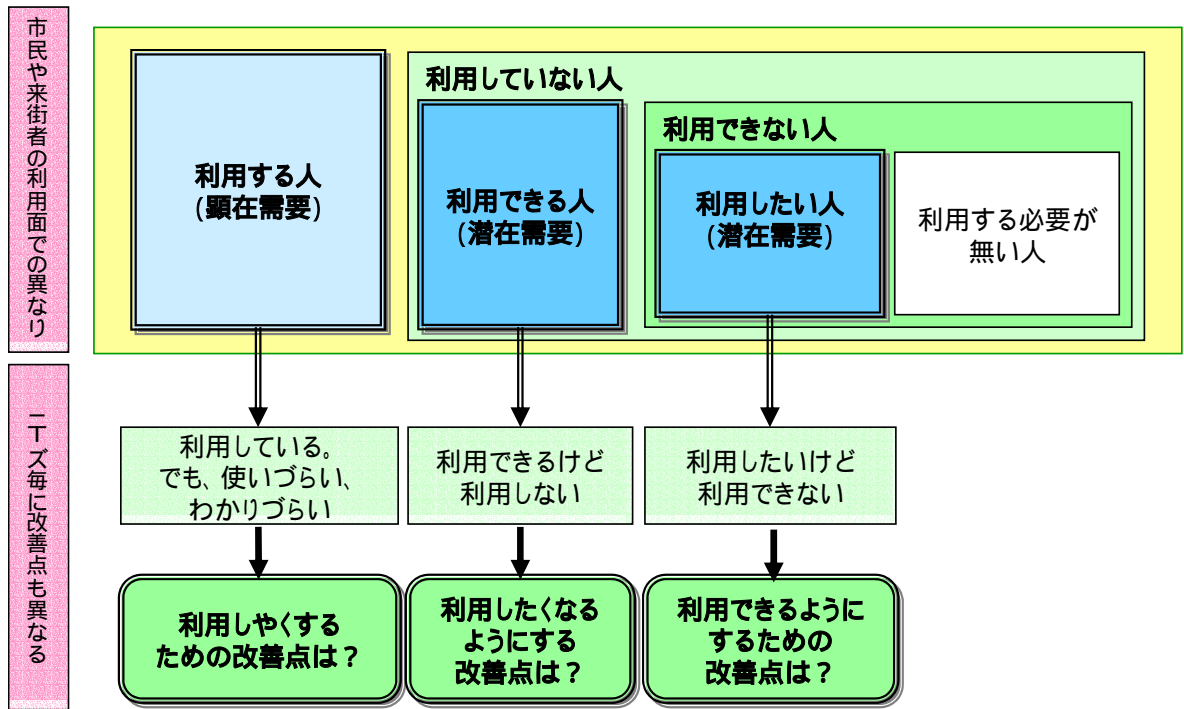 市民や来街者の利用面での異なり
利用する人
(顕在需要)
利用していない人
利用できる人
(潜在需要)
利用できない人
利用したい人
(潜在需要)
利用する必要が
無い人
ニーズ毎に改善点も異なる
利用している。
でも、使いづらい、
わかりづらい
利用できるけど
利用しない
利用したいけど
利用できない
利用しやくする
ための改善点は？
利用したくなる
ようにする
改善点は？
利用できるように
するための
改善点は？